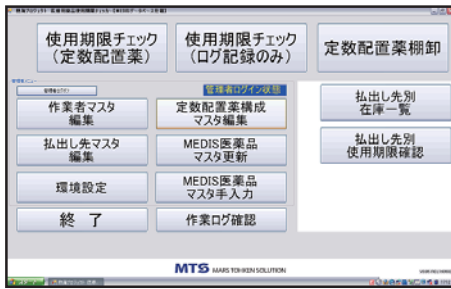 使用期限チェック
(定数配置薬)
使用期限チェック
(ログ記録のみ)
定数配置薬棚卸
管理者ログイン状態
作業者マスタ
編集
定数配置薬構成
マスタ編集
払出し先別
在庫一覧
払出し先マスタ
編集
MEDIS医薬品
マスタ更新
払出し先別
使用期限確認
環境設定
MEDIS医薬品
マスタ手入力
終 了
作業ログ確認
MTS MARS TOHKEN SOLUTION